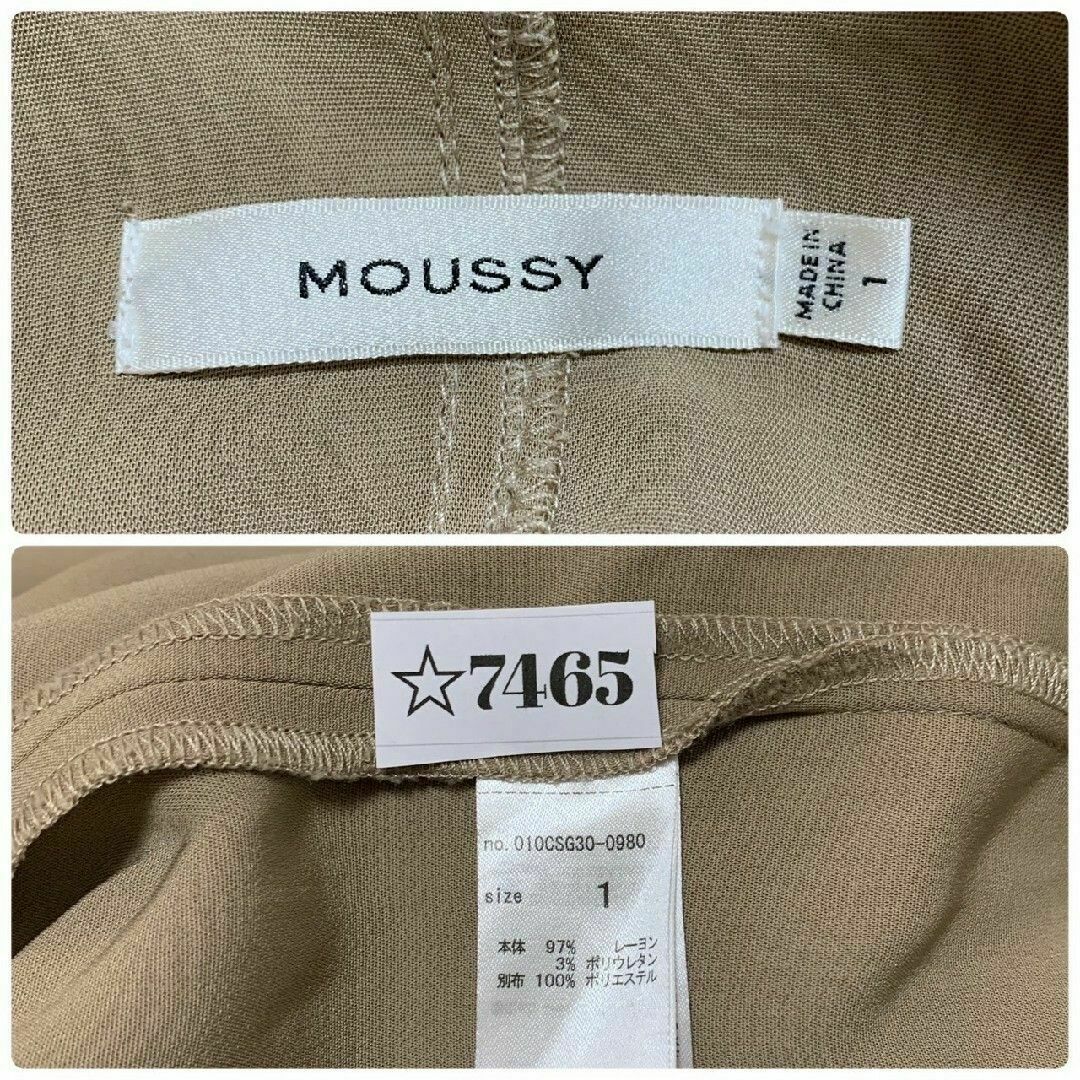 MOUSSY
MADE IN
CHINA
1
☆7465
no.010CSG30-0980
size 1
本体 97% レーヨン
3% ポリウレタン
別布 100% ポリエステル